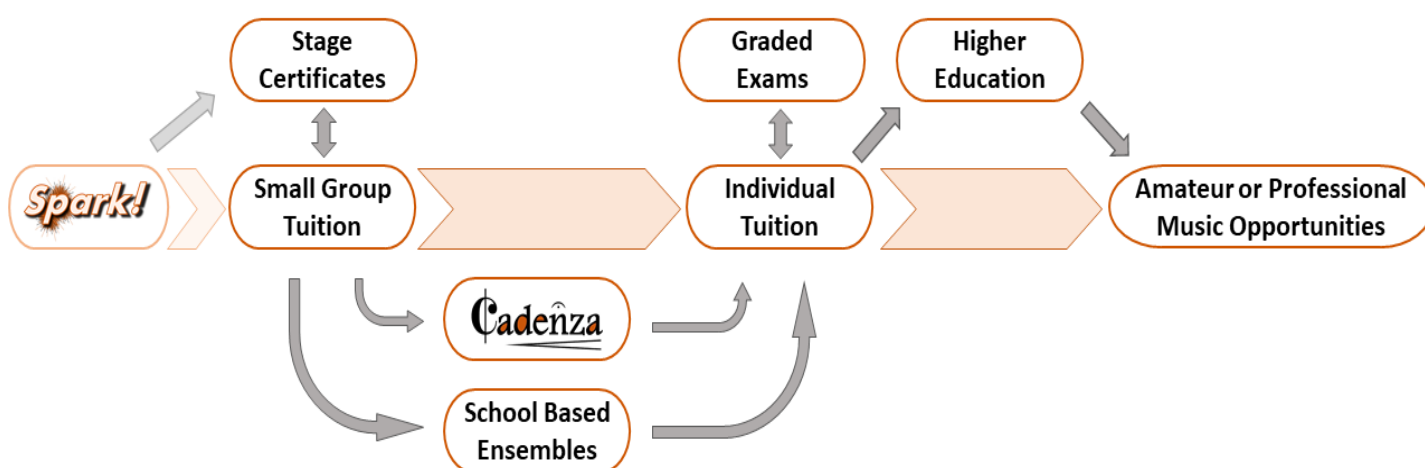 Stage
Certificates
Graded
Exams
Higher
Education
Spark!
Small Group
Tuition
Individual
Tuition
Amateur or Professional
Music Opportunities
Cadenza
School Based
Ensembles